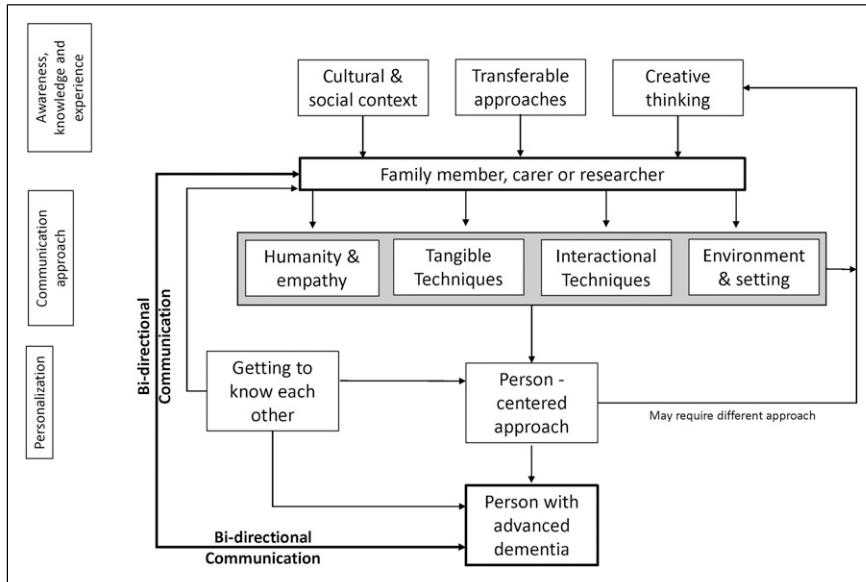 Awareness,
knowledge and
experience
Cultural &
social context
Transferable
approaches
Creative
thinking
Family member, carer or researcher
Communication
approach
Humanity &
empathy
Tangible
Techniques
Interactional
Techniques
Environment
& setting
Bi-directional
Communication
Personalization
Getting to
know each
other
Person -
centered
approach
May require different approach
Person with
advanced
dementia
Bi-directional
Communication